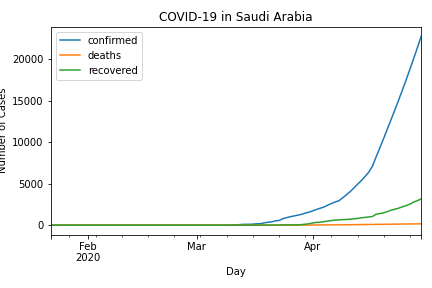 COVID-19 in Saudi Arabia
confirmed
deaths
recovered
Number of Cases
20000
15000
10000
5000
0
Feb
2020
Mar
Apr
Day